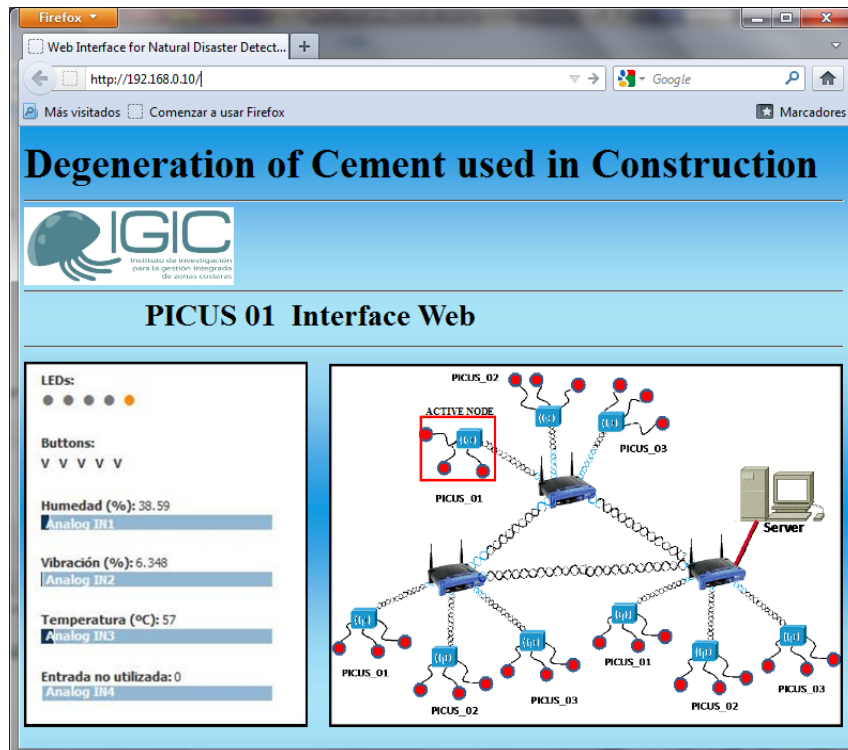 Firefox
Web Interface for Natural Disaster Detect...
http://192.168.0.10/
Google
Más visitados
Comenzar a usar Firefox
Marcadores
Degeneration of Cement used in Construction
IGIC
Instituto de investigación
para la gestión integrada
de zonas costeras
PICUS 01 Interface Web
LEDs:
Buttons:
V V V V V
Humedad (%): 38.59
Analog IN1
Vibración (%): 6.348
Analog IN2
Temperatura (ºC): 57
Analog IN3
Entrada no utilizada: 0
Analog IN4
PICUS_02
ACTIVE NODE
PICUS_03
PICUS_01
Server
PICUS_01
PICUS_02
PICUS_03
PICUS_01
PICUS_02
PICUS_03